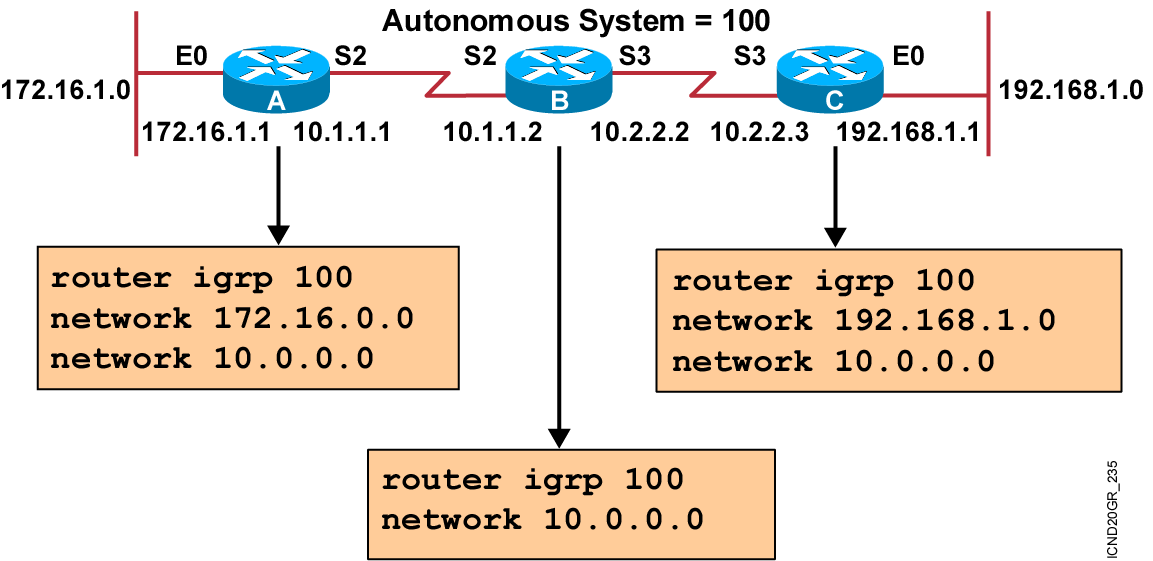 Autonomous System = 100
E0
S2
S2
S3
S3
E0
172.16.1.0
A
B
C
192.168.1.0
172.16.1.1
10.1.1.1
10.1.1.2
10.2.2.2
10.2.2.3
192.168.1.1
router igrp 100
network 172.16.0.0
network 10.0.0.0
router igrp 100
network 192.168.1.0
network 10.0.0.0
router igrp 100
network 10.0.0.0
ICND20GR_235